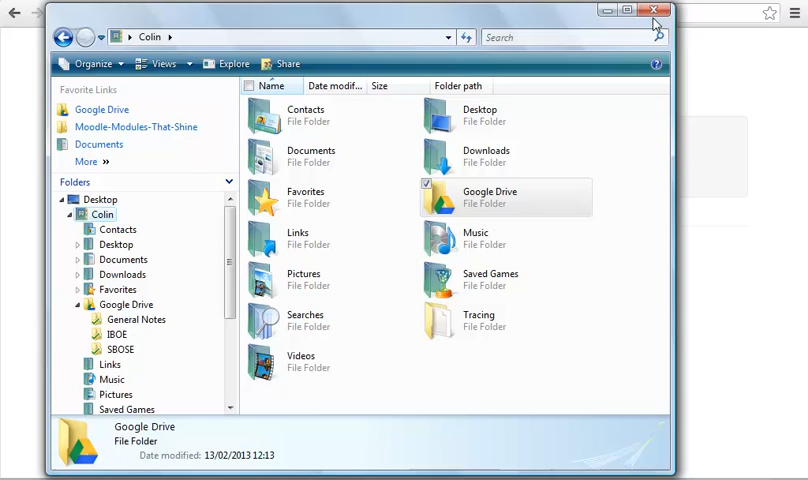 Colin
Search
Organize Views Explore Share
Favorite Links
Google Drive
Moodle-Modules-That-Shine
Documents
More »
Folders
Desktop
Colin
Contacts
Desktop
Documents
Downloads
Favorites
Google Drive
General Notes
IBOE
SBOSE
Links
Music
Pictures
Saved Games
Name Date modif... Size Folder path
Contacts
File Folder
Desktop
File Folder
Documents
File Folder
Downloads
File Folder
Favorites
File Folder
Google Drive
File Folder
Links
File Folder
Music
File Folder
Pictures
File Folder
Saved Games
File Folder
Searches
File Folder
Tracing
File Folder
Videos
File Folder
Google Drive
File Folder
Date modified: 13/02/2013 12:13